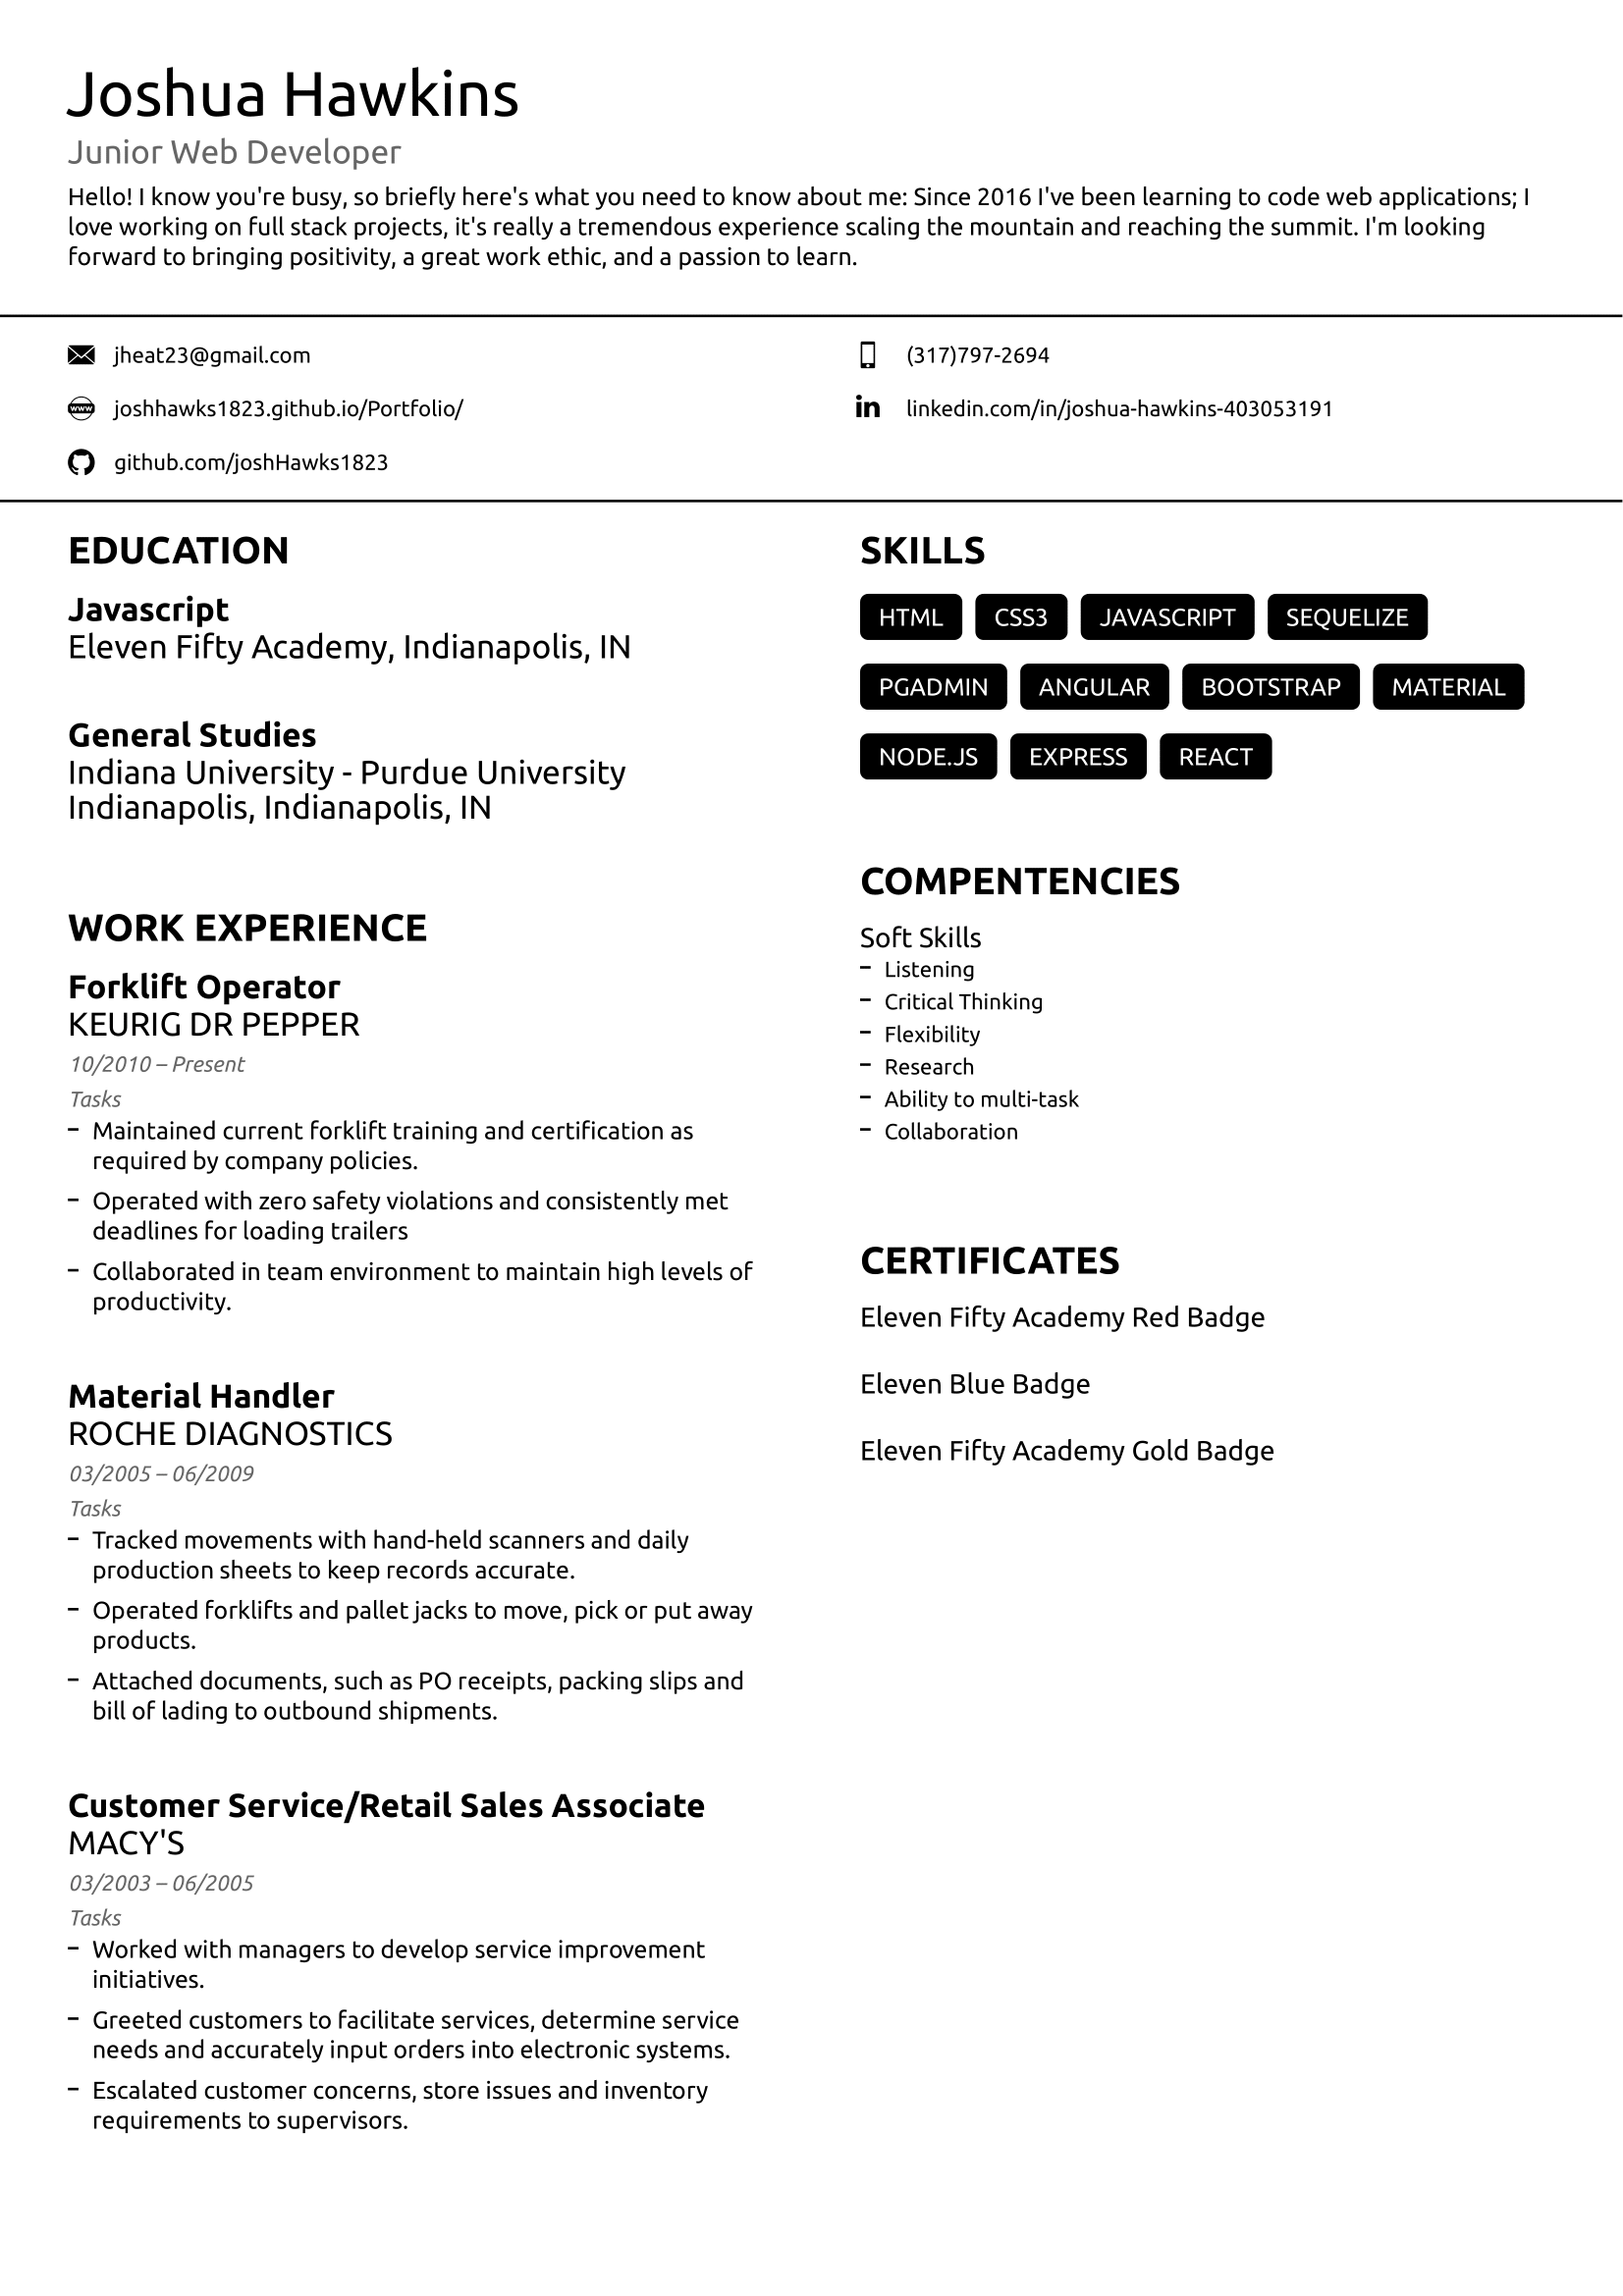 Joshua Hawkins
Junior Web Developer
Hello! I know you're busy, so briefly here's what you need to know about me: Since 2016 I've been learning to code web applications; I
love working on full stack projects, it's really a tremendous experience scaling the mountain and reaching the summit. I'm looking
forward to bringing positivity, a great work ethic, and a passion to learn.
jheat23@gmail.com
(317)797-2694
www
joshhawks1823.github.io/Portfolio/
in
linkedin.com/in/joshua-hawkins-403053191
github.com/joshHawks1823
EDUCATION
Javascript
Eleven Fifty Academy, Indianapolis, IN
General Studies
Indiana University - Purdue University
Indianapolis, Indianapolis, IN
WORK EXPERIENCE
Forklift Operator
KEURIG DR PEPPER
10/2010 – Present
Tasks
– Maintained current forklift training and certification as
required by company policies.
– Operated with zero safety violations and consistently met
deadlines for loading trailers
– Collaborated in team environment to maintain high levels of
productivity.
Material Handler
ROCHE DIAGNOSTICS
03/2005 – 06/2009
Tasks
– Tracked movements with hand-held scanners and daily
production sheets to keep records accurate.
– Operated forklifts and pallet jacks to move, pick or put away
products.
– Attached documents, such as PO receipts, packing slips and
bill of lading to outbound shipments.
Customer Service/Retail Sales Associate
MACY'S
03/2003 – 06/2005
Tasks
– Worked with managers to develop service improvement
initiatives.
– Greeted customers to facilitate services, determine service
needs and accurately input orders into electronic systems.
– Escalated customer concerns, store issues and inventory
requirements to supervisors.
SKILLS
HTML CSS3 JAVASCRIPT SEQUELIZE
PGADMIN ANGULAR BOOTSTRAP MATERIAL
NODE.JS EXPRESS REACT
COMPENTENCIES
Soft Skills
– Listening
– Critical Thinking
– Flexibility
– Research
– Ability to multi-task
– Collaboration
CERTIFICATES
Eleven Fifty Academy Red Badge
Eleven Blue Badge
Eleven Fifty Academy Gold Badge